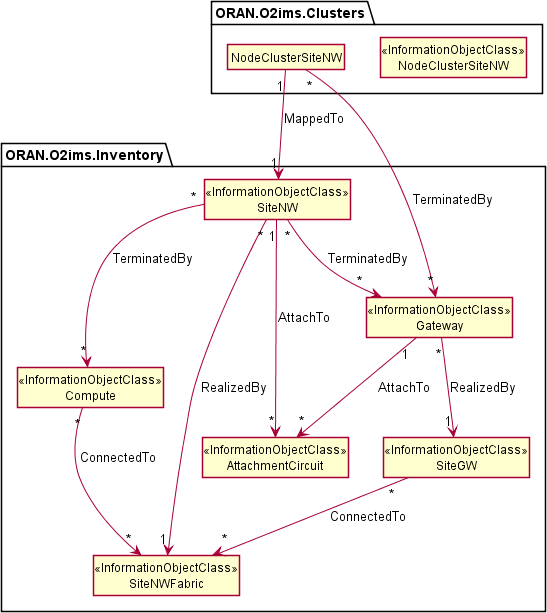 ORAN.O2ims.Clusters
NodeClusterSiteNW
«InformationObjectClass»
NodeClusterSiteNW
1
*
MappedTo
ORAN.O2ims.Inventory
1
«InformationObjectClass»
SiteNW
*
TerminatedBy
*
1
*
TerminatedBy
TerminatedBy
*
*
«InformationObjectClass»
Gateway
AttachTo
*
1
*
«InformationObjectClass»
Compute
RealizedBy
AttachTo
RealizedBy
*
*
*
1
«InformationObjectClass»
AttachmentCircuit
«InformationObjectClass»
SiteGW
ConnectedTo
*
ConnectedTo
*
1
*
«InformationObjectClass»
SiteNWFabric